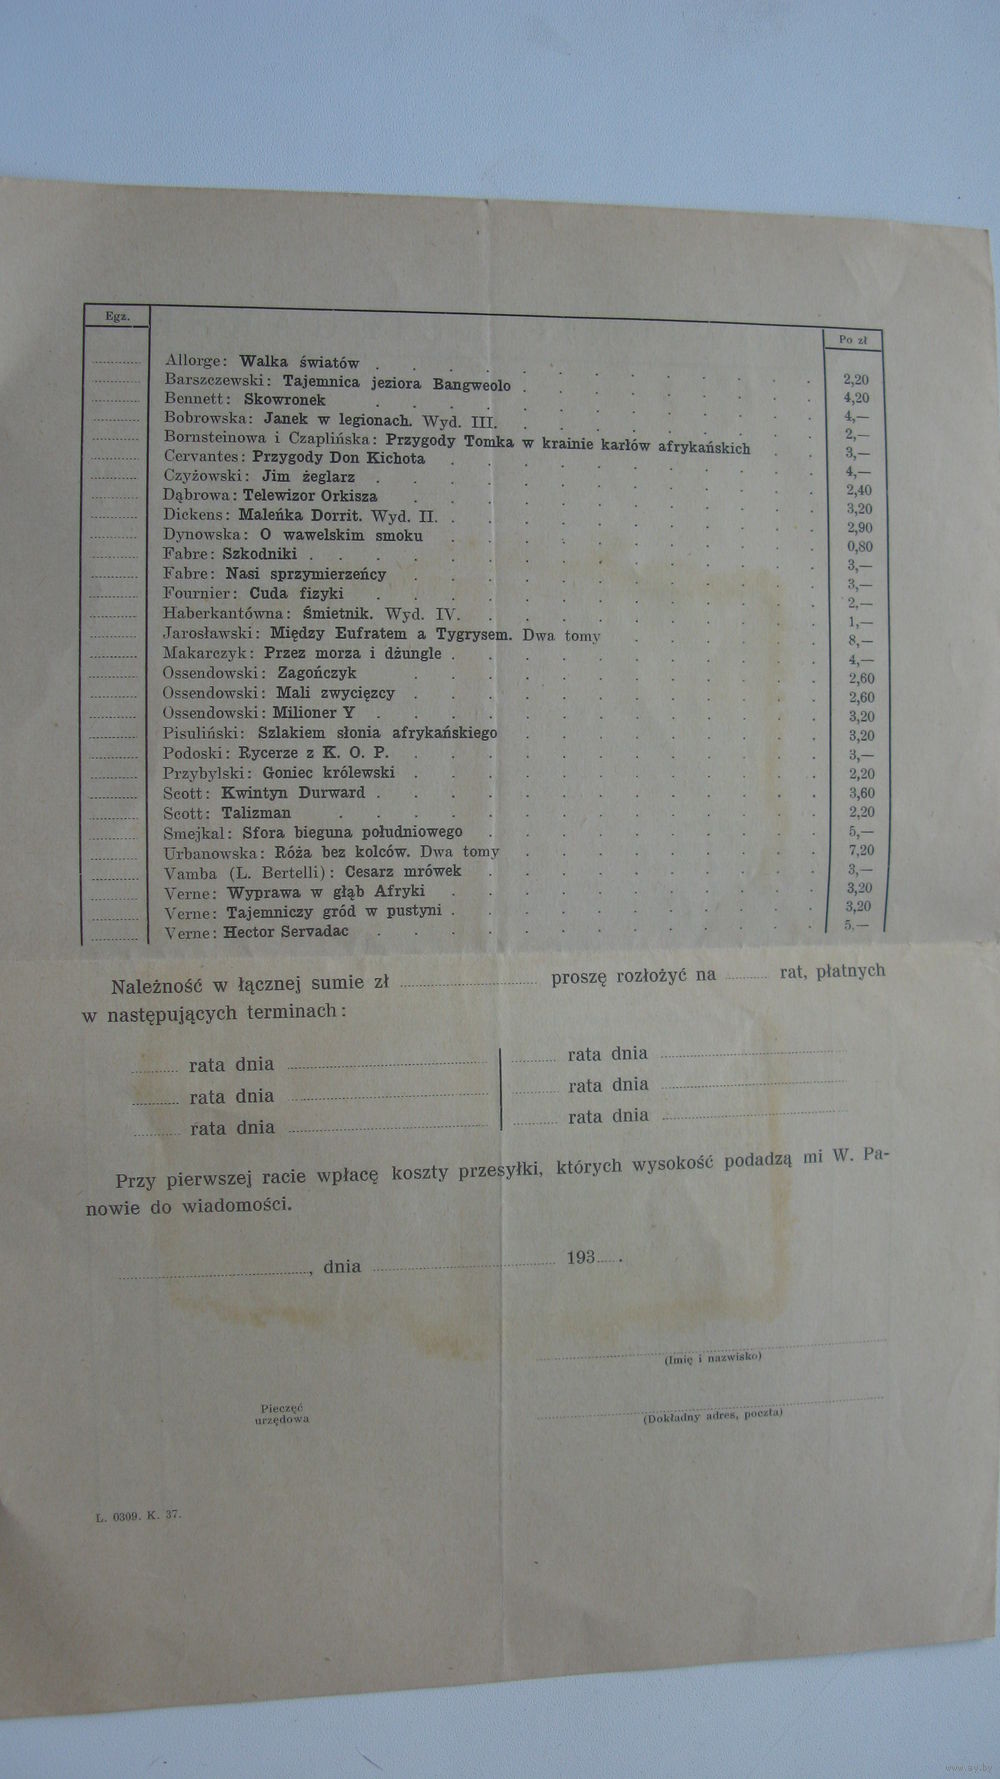 Egz. Po zł
Allorge: Walka światów 2,20
Barszczewski: Tajemnica jeziora Bangweolo 4,20
Bennett: Skowronek 4,—
Bobrowska: Janek w legionach. Wyd. III. 2,—
Bornsteinowa i Czaplińska: Przygody Tomka w krainie karłów afrykańskich 3,—
Cervantes: Przygody Don Kichota 4,—
Czyżowski: Jim żeglarz 2,40
Dąbrowa: Telewizor Orkisza 3,20
Dickens: Maleńka Dorrit. Wyd. II. 2,90
Dynowska: O wawelskim smoku 0,80
Fabre: Szkodniki 3,—
Fabre: Nasi sprzymierzeńcy 3,—
Fournier: Cuda fizyki 2,—
Haberkantówna: Śmietnik. Wyd. IV. 1,—
Jarosławski: Między Eufratem a Tygrysem. Dwa tomy 8,—
Makarczyk: Przez morza i dżungle 4,—
Ossendowski: Zagończyk 2,60
Ossendowski: Mali zwycięzcy 2,60
Ossendowski: Milioner Y 3,20
Pisuliński: Szlakiem słonia afrykańskiego 3,20
Podoski: Rycerze z K. O. P. 3,—
Przybylski: Goniec królewski 2,20
Scott: Kwintyn Durward 3,60
Scott: Talizman 2,20
Smejkal: Sfora bieguna południowego 5,—
Urbanowska: Róża bez kolców. Dwa tomy 7,20
Vamba (L. Bertelli): Cesarz mrówek 3,—
Verne: Wyprawa w głąb Afryki 3,20
Verne: Tajemniczy gród w pustyni 3,20
Verne: Hector Servadac 5,—
Należność w łącznej sumie zł proszę rozłożyć na rat, płatnych
w następujących terminach:
rata dnia rata dnia
rata dnia rata dnia
rata dnia rata dnia
Przy pierwszej racie wpłacę koszty przesyłki, których wysokość podadzą mi W. Pa-
nowie do wiadomości.
, dnia 193 .
(Imię i nazwisko)
Pieczęć
urzędowa
(Dokładny adres, poczta)
L. 0309. K. 37.
www.ay.by